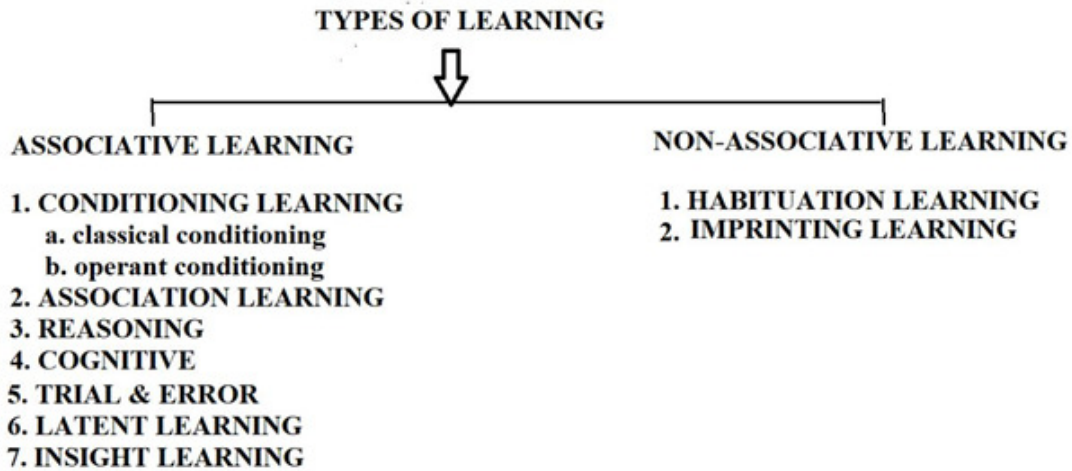 TYPES OF LEARNING
ASSOCIATIVE LEARNING
1. CONDITIONING LEARNING
a. classical conditioning
b. operant conditioning
2. ASSOCIATION LEARNING
3. REASONING
4. COGNITIVE
5. TRIAL & ERROR
6. LATENT LEARNING
7. INSIGHT LEARNING
NON-ASSOCIATIVE LEARNING
1. HABITUATION LEARNING
2. IMPRINTING LEARNING